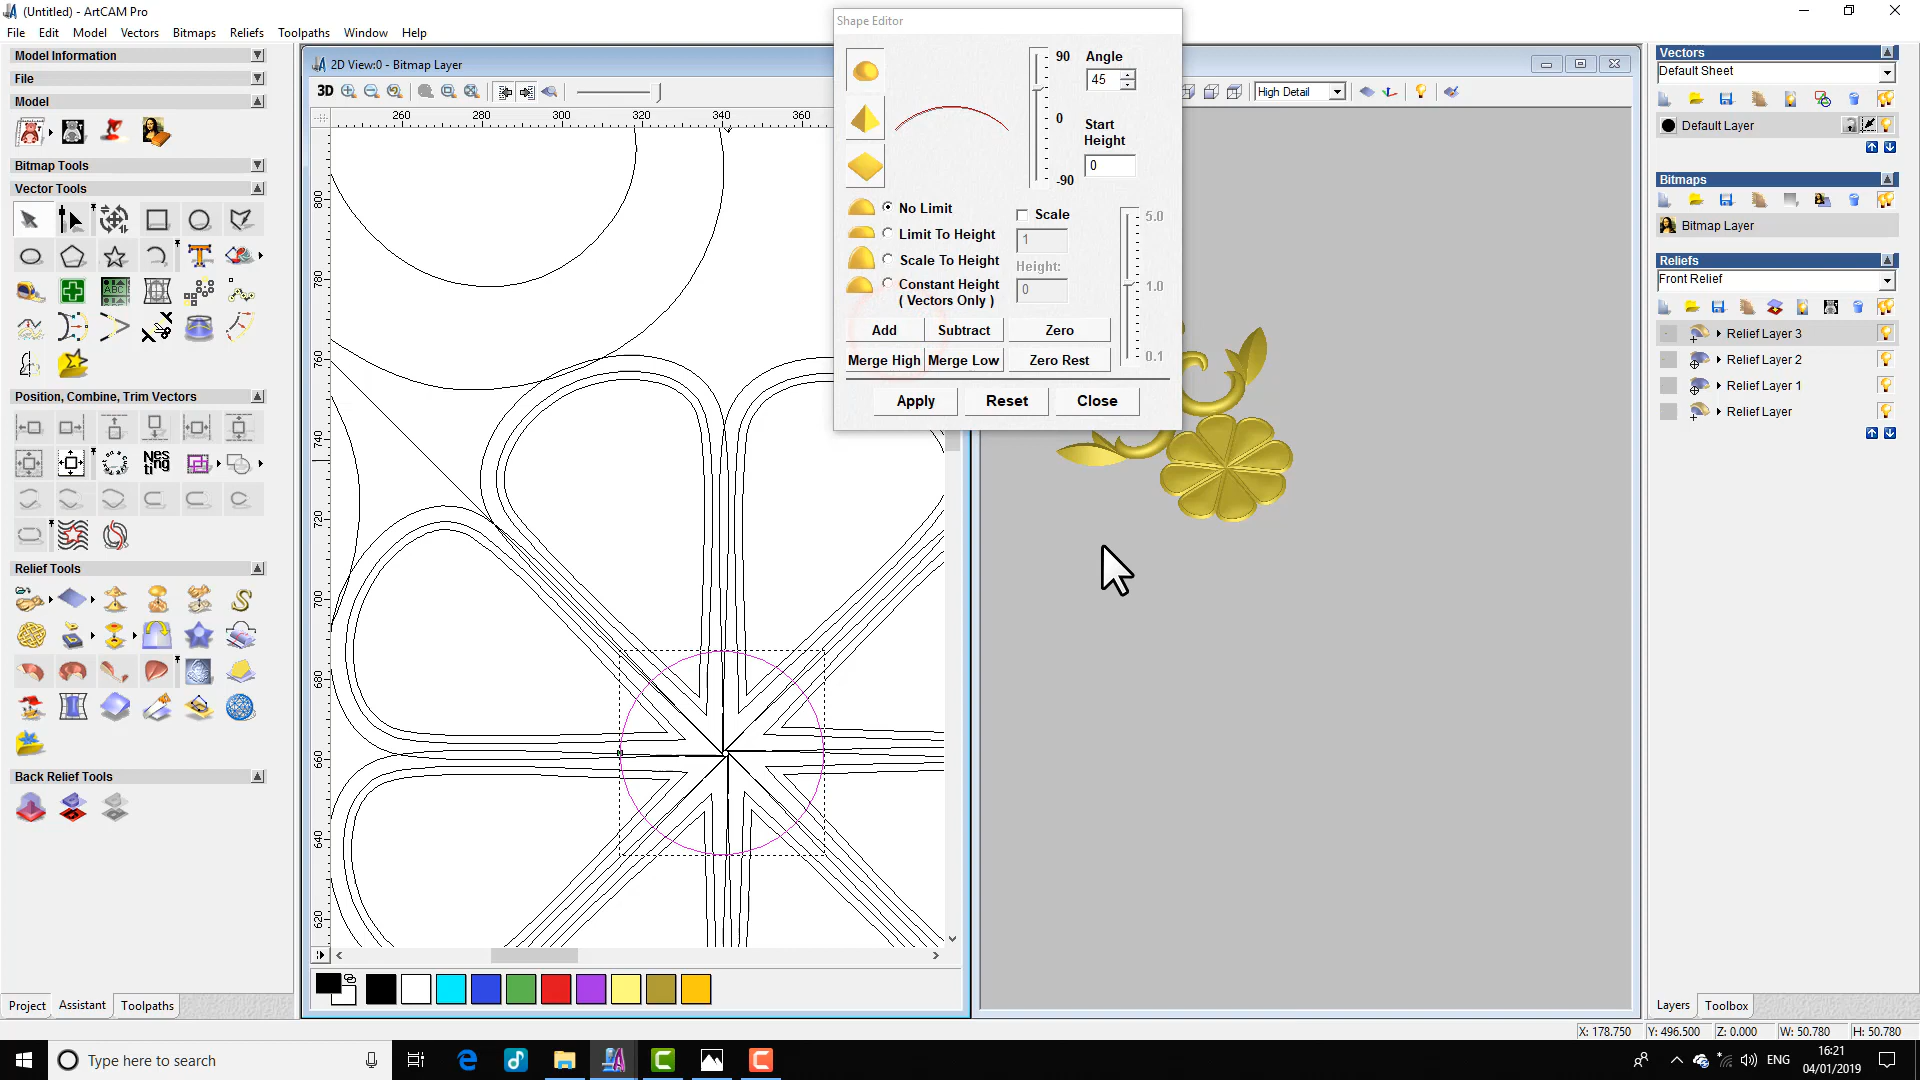 (Untitled) - ArtCAM Pro
File Edit Model Vectors Bitmaps Reliefs Toolpaths Window Help
Model Information
File
Model
Bitmap Tools
Vector Tools
ABC
Position, Combine, Trim Vectors
Nes
ting
Relief Tools
Back Relief Tools
Project Assistant Toolpaths
2D View:0 - Bitmap Layer
3D
260 280 300 320 340 360
800
780
760
740
720
700
680
660
640
620
Shape Editor
90 Angle
45
0
Start
Height
0
-90
No Limit
Scale
5.0
Limit To Height
1
Scale To Height
Height:
Constant Height
( Vectors Only )
0
1.0
Add Subtract Zero
Merge High Merge Low Zero Rest
0.1
Apply Reset Close
High Detail
Vectors
Default Sheet
Default Layer
Bitmaps
Bitmap Layer
Reliefs
Front Relief
Relief Layer 3
Relief Layer 2
Relief Layer 1
Relief Layer
Layers Toolbox
X: 178.750 Y: 496.500 Z: 0.000 W: 50.780 H: 50.780
Type here to search
ENG
16:21
04/01/2019